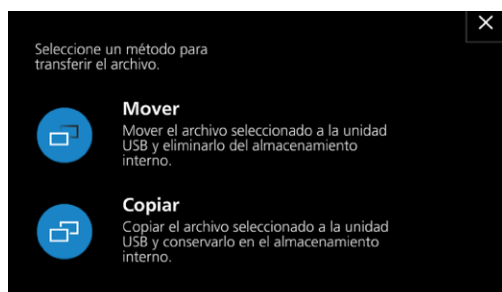 Seleccione un método para
transferir el archivo.
Mover
Mover el archivo seleccionado a la unidad
USB y eliminarlo del almacenamiento
interno.
Copiar
Copiar el archivo seleccionado a la unidad
USB y conservarlo en el almacenamiento
interno.